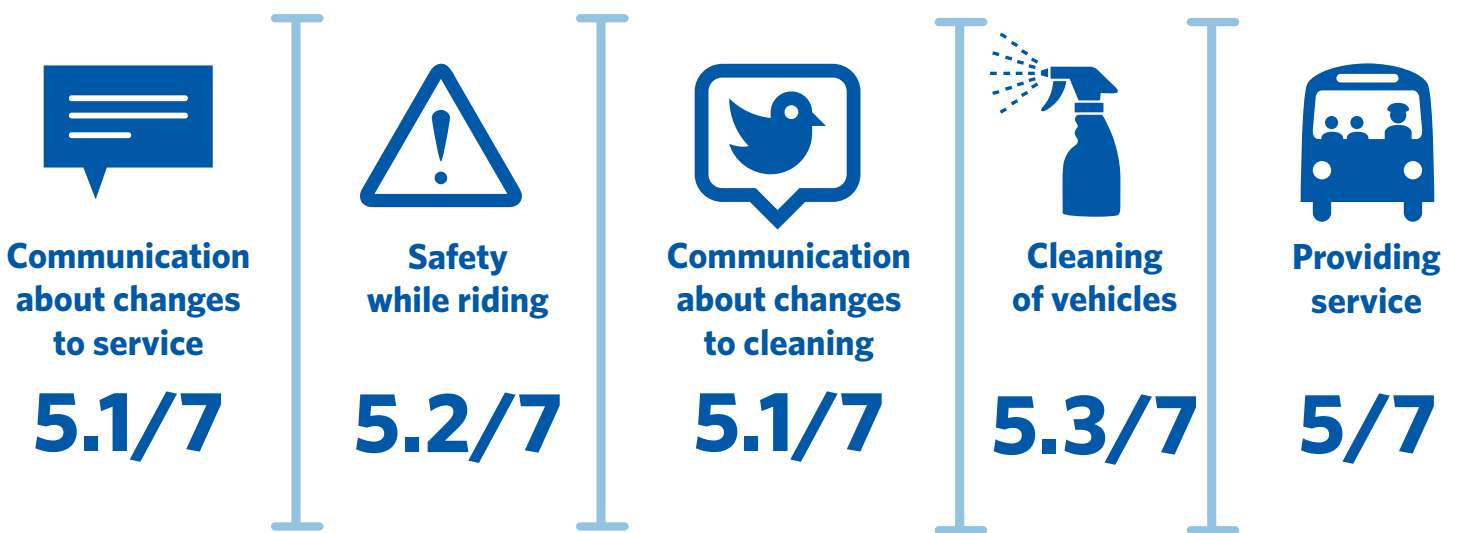 Communication
about changes
to service
5.1/7
Safety
while riding
5.2/7
Communication
about changes
to cleaning
5.1/7
Cleaning
of vehicles
5.3/7
Providing
service
5/7